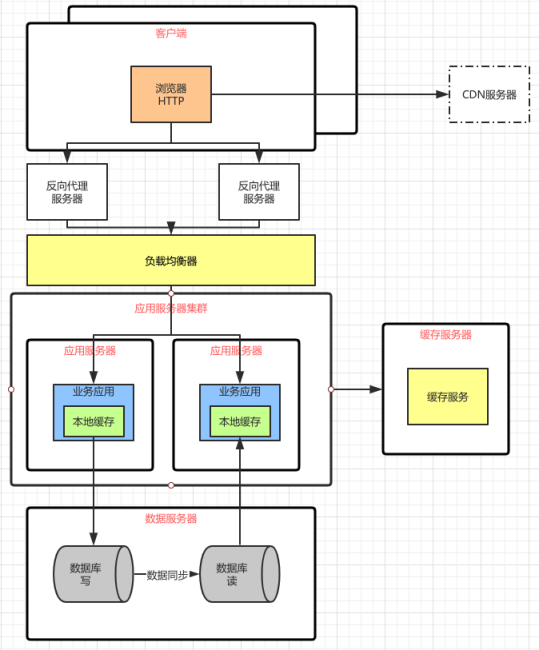 客户端
浏览器
HTTP
CDN服务器
反向代理
服务器
反向代理
服务器
负载均衡器
应用服务器集群
应用服务器
业务应用
本地缓存
应用服务器
业务应用
本地缓存
缓存服务器
缓存服务
数据服务器
数据库
写
数据同步
数据库
读